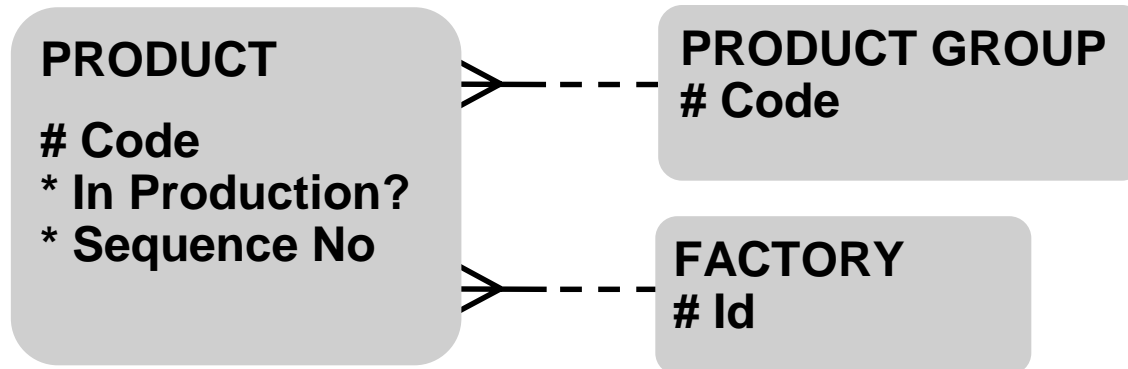 PRODUCT
# Code
* In Production?
* Sequence No
PRODUCT GROUP
# Code
FACTORY
# Id